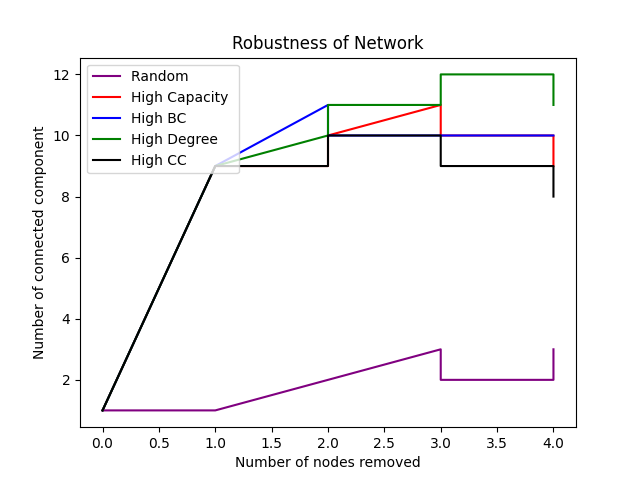 Robustness of Network
Random
High Capacity
High BC
High Degree
High CC
Number of connected component
12
10
8
6
4
2
0.0 0.5 1.0 1.5 2.0 2.5 3.0 3.5 4.0
Number of nodes removed